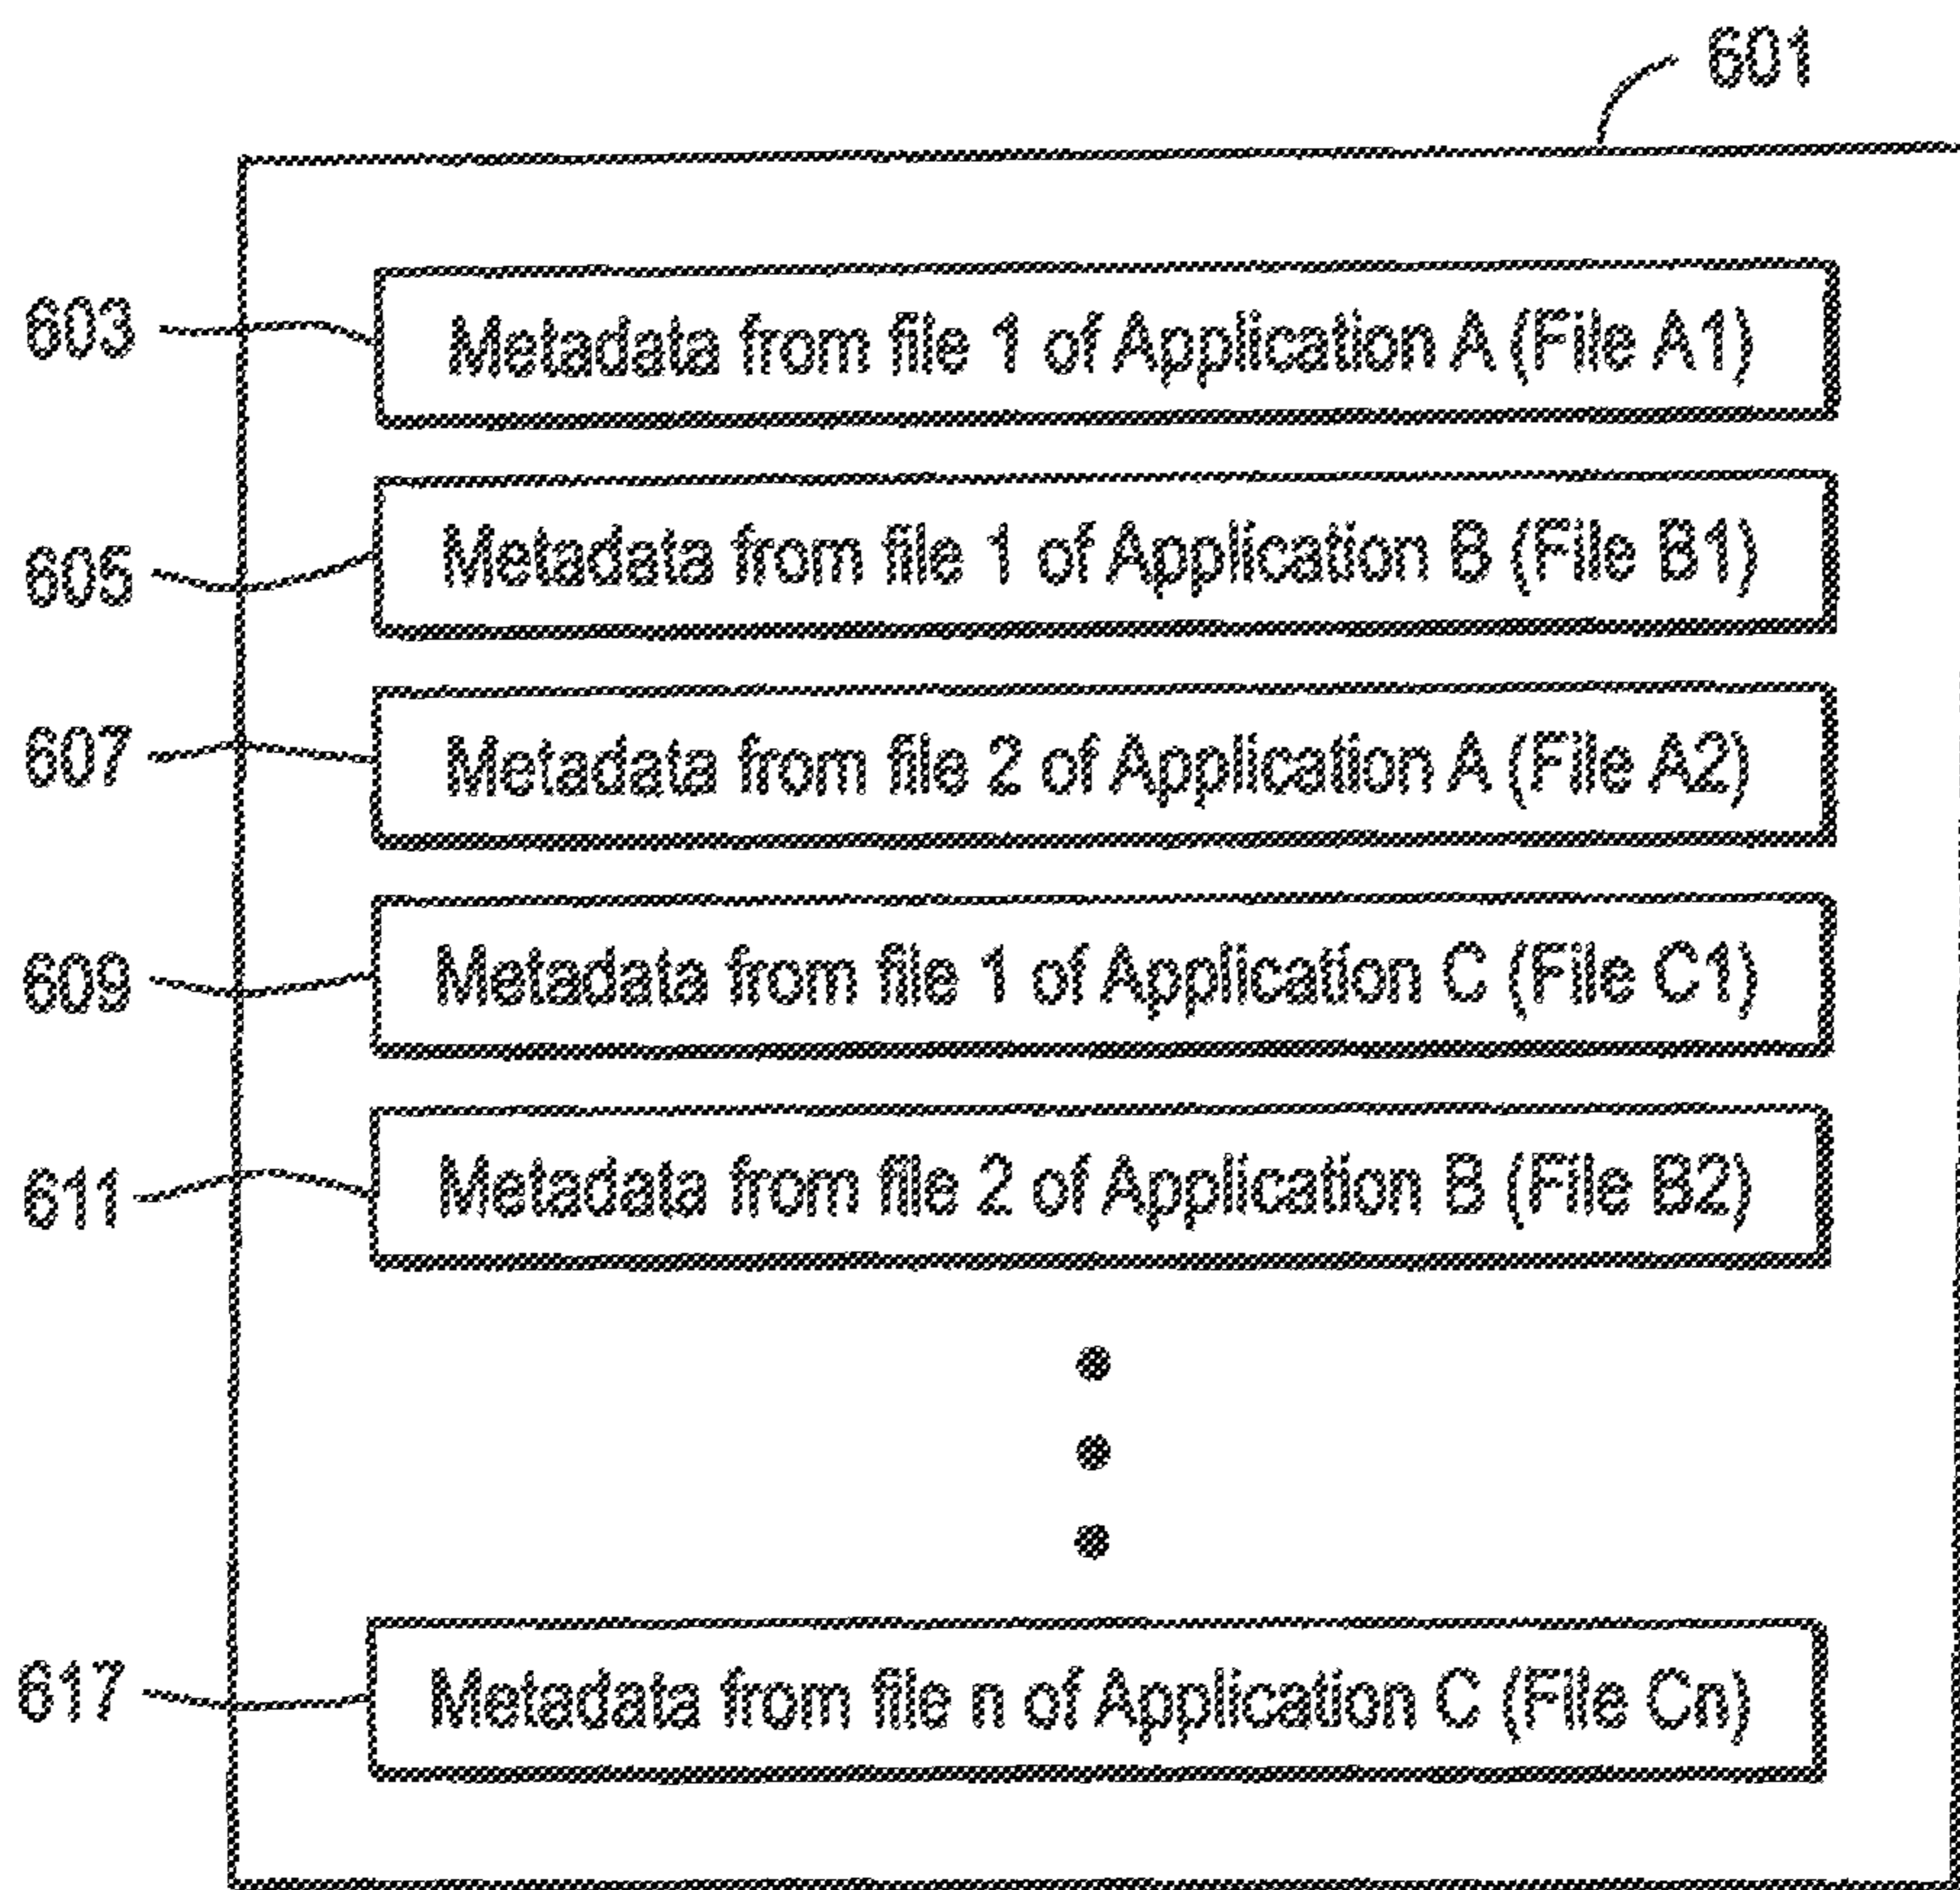 601
603 Metadata from file 1 of Application A (File A1)
605 Metadata from file 1 of Application B (File B1)
607 Metadata from file 2 of Application A (File A2)
609 Metadata from file 1 of Application C (File C1)
611 Metadata from file 2 of Application B (File B2)
617 Metadata from file n of Application C (File Cn)